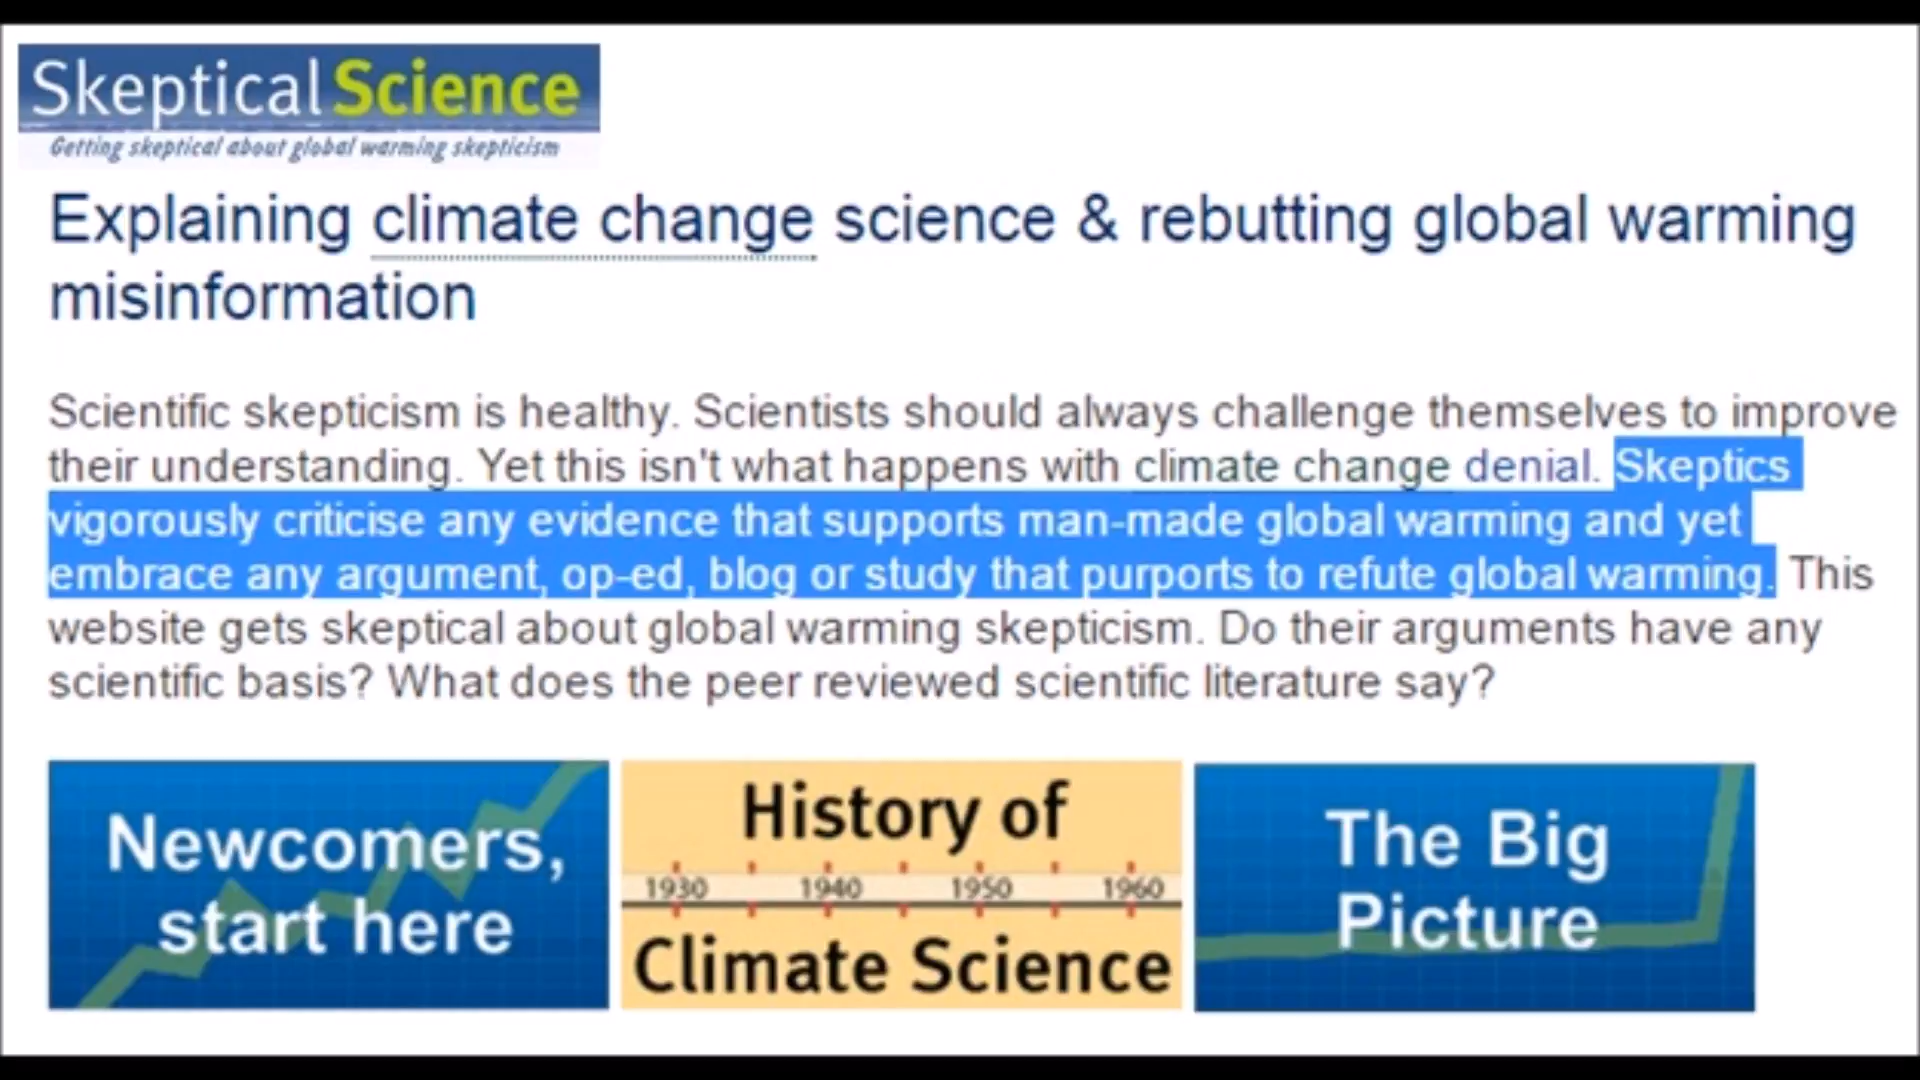 Skeptical Science
Getting skeptical about global warming skepticism
Explaining climate change science & rebutting global warming
misinformation
Scientific skepticism is healthy. Scientists should always challenge themselves to improve
their understanding. Yet this isn't what happens with climate change denial. Skeptics
vigorously criticise any evidence that supports man-made global warming and yet
embrace any argument, op-ed, blog or study that purports to refute global warming. This
website gets skeptical about global warming skepticism. Do their arguments have any
scientific basis? What does the peer reviewed scientific literature say?
Newcomers,
start here
History of
1930 1940 1950 1960
Climate Science
The Big
Picture